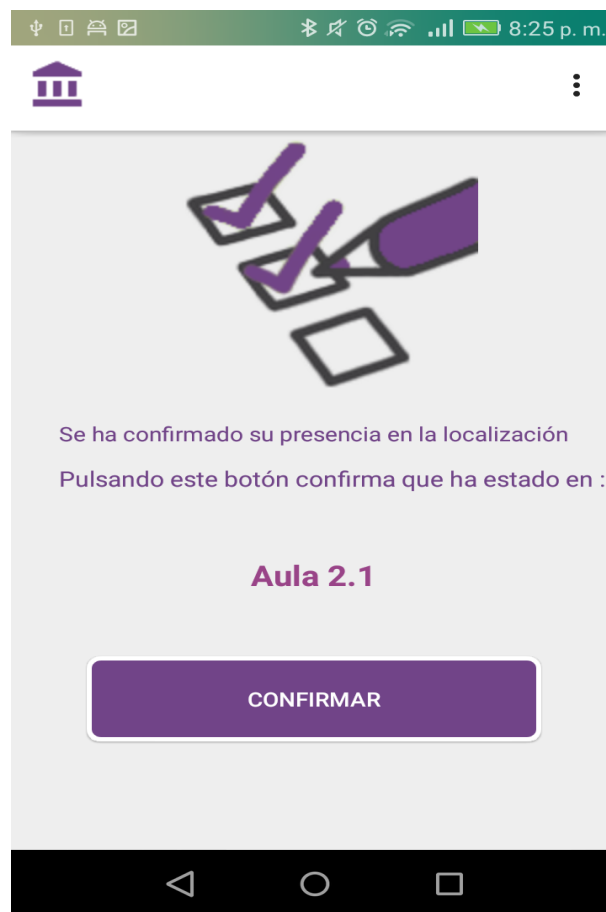 8:25 p. m.
Se ha confirmado su presencia en la localización
Pulsando este botón confirma que ha estado en :
Aula 2.1
CONFIRMAR